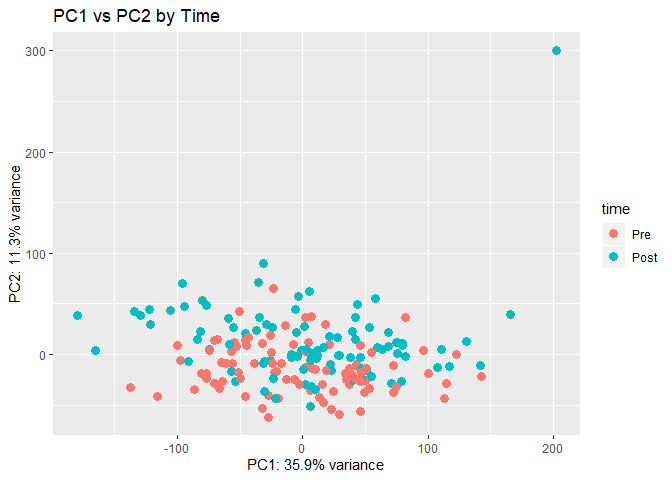 PC1 vs PC2 by Time
300
200
100
0
PC2: 11.3% variance
-100
0
100
200
PC1: 35.9% variance
time
Pre
Post